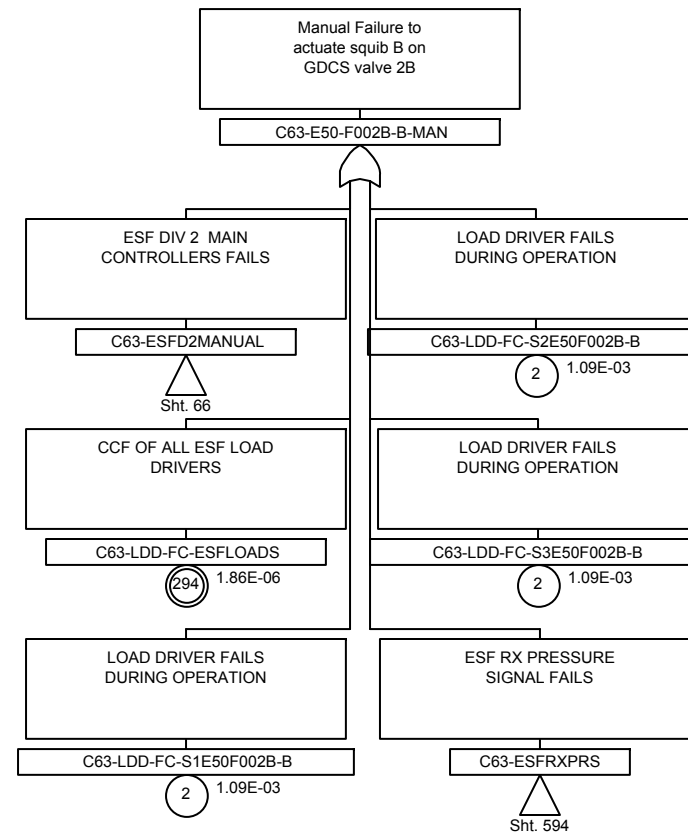 Manual Failure to
actuate squib B on
GDCS valve 2B
C63-E50-F002B-B-MAN
ESF DIV 2 MAIN
CONTROLLERS FAILS
C63-ESFD2MANUAL
Sht. 66
LOAD DRIVER FAILS
DURING OPERATION
C63-LDD-FC-S2E50F002B-B
2 1.09E-03
CCF OF ALL ESF LOAD
DRIVERS
C63-LDD-FC-ESFLOADS
294 1.86E-06
LOAD DRIVER FAILS
DURING OPERATION
C63-LDD-FC-S3E50F002B-B
2 1.09E-03
LOAD DRIVER FAILS
DURING OPERATION
C63-LDD-FC-S1E50F002B-B
2 1.09E-03
ESF RX PRESSURE
SIGNAL FAILS
C63-ESFRXPRS
Sht. 594